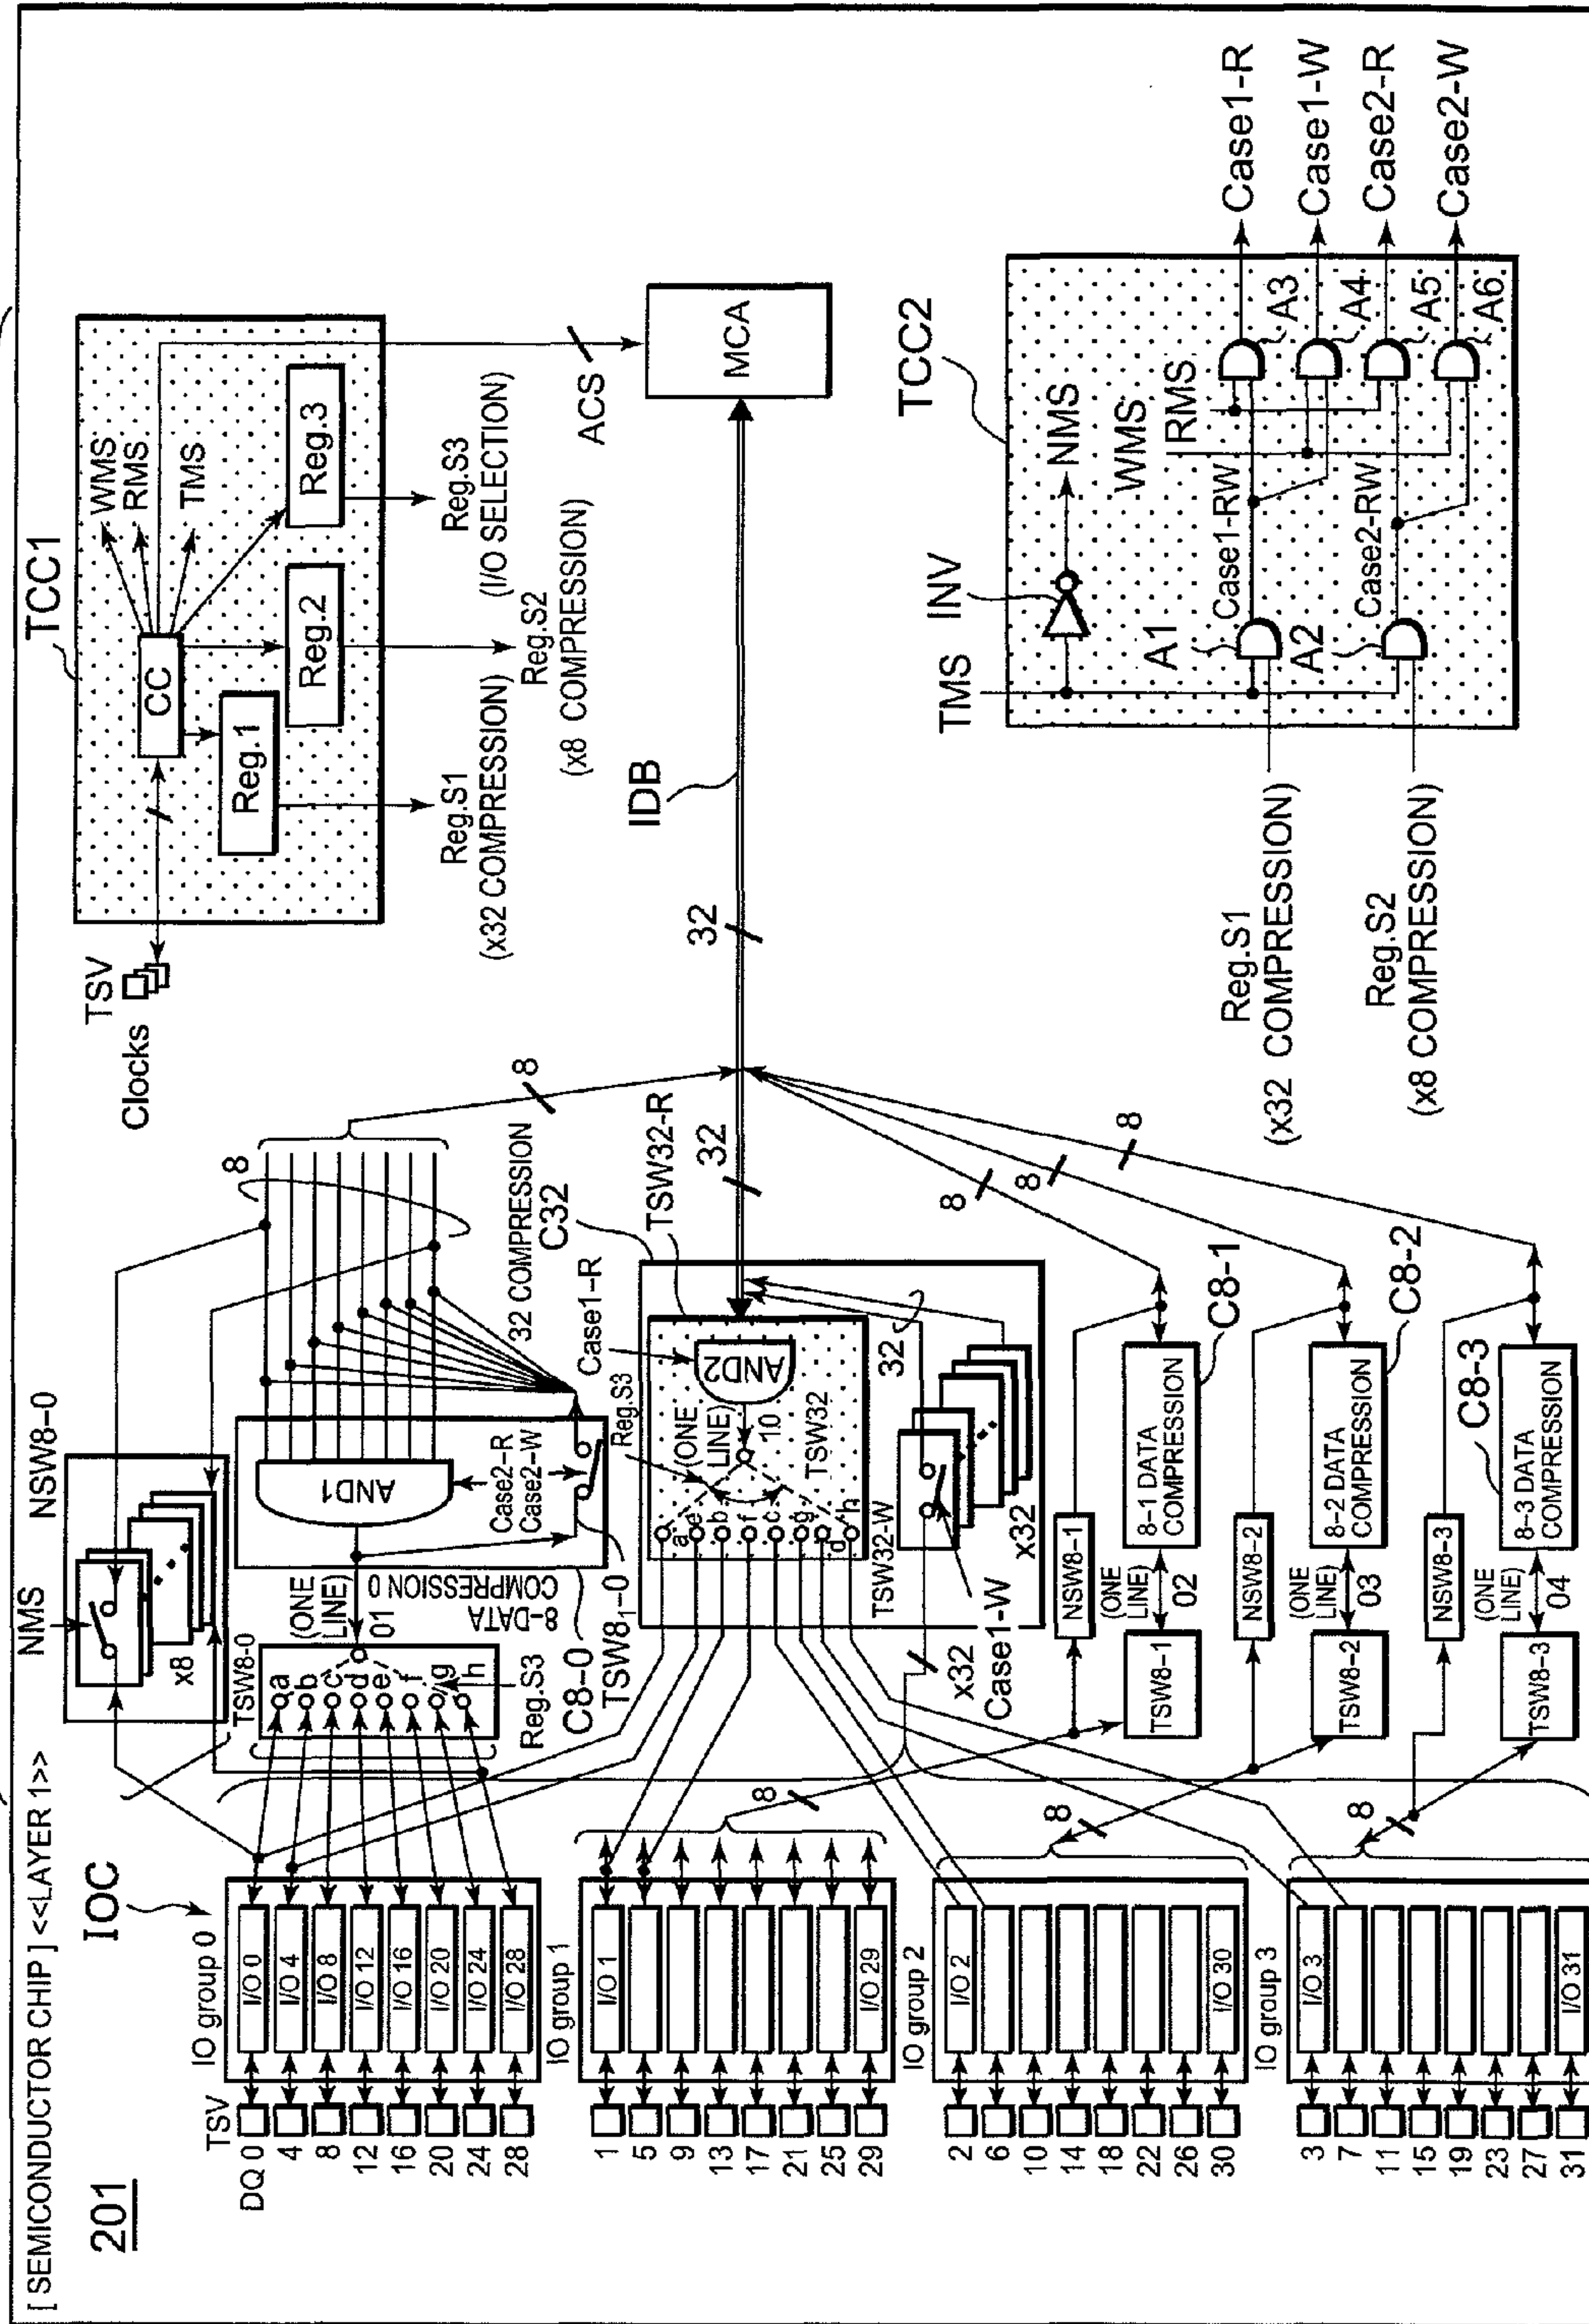 [ SEMICONDUCTOR CHIP ] <<LAYER 1>>
201
IOC
TSV
DQ 0
4
8
12
16
20
24
28
IO group 0
I/O 0
I/O 4
I/O 8
I/O 12
I/O 16
I/O 20
I/O 24
I/O 28
1
5
9
13
17
21
25
29
IO group 1
I/O 1
I/O 29
2
6
10
14
18
22
26
30
IO group 2
I/O 2
I/O 30
3
7
11
15
19
23
27
31
IO group 3
I/O 3
I/O 31
8
8
8
NMS
NSW8-0
x8
TSW8-0
a
b
c
d
e
f
g
h
Reg.S3
(ONE
LINE)
01
8-DATA
COMPRESSION 0
C8-0
TSW8₁-0
AND1
Case2-R
Case2-W
8
8
32 COMPRESSION
C32
TSW32-R
Case1-R
Reg.S3
(ONE
LINE)
10
AND2
TSW32
a
e
b
f
c
g
d
h
TSW32-W
32
x32
x32
Case1-W
32
32
IDB
NSW8-1
(ONE
LINE)
02
TSW8-1
8-1 DATA
COMPRESSION
C8-1
8
NSW8-2
(ONE
LINE)
03
TSW8-2
8-2 DATA
COMPRESSION
C8-2
8
NSW8-3
(ONE
LINE)
04
TSW8-3
8-3 DATA
COMPRESSION
C8-3
8
TSV
Clocks
TCC1
CC
WMS
RMS
TMS
Reg.1
Reg.2
Reg.3
Reg.S1
(x32 COMPRESSION)
Reg.S2
(x8 COMPRESSION)
Reg.S3
(I/O SELECTION)
ACS
MCA
TCC2
TMS
INV
NMS
WMS
RMS
A1
A2
Case1-RW
Case2-RW
A3
A4
A5
A6
Reg.S1
(x32 COMPRESSION)
Reg.S2
(x8 COMPRESSION)
Case1-R
Case1-W
Case2-R
Case2-W